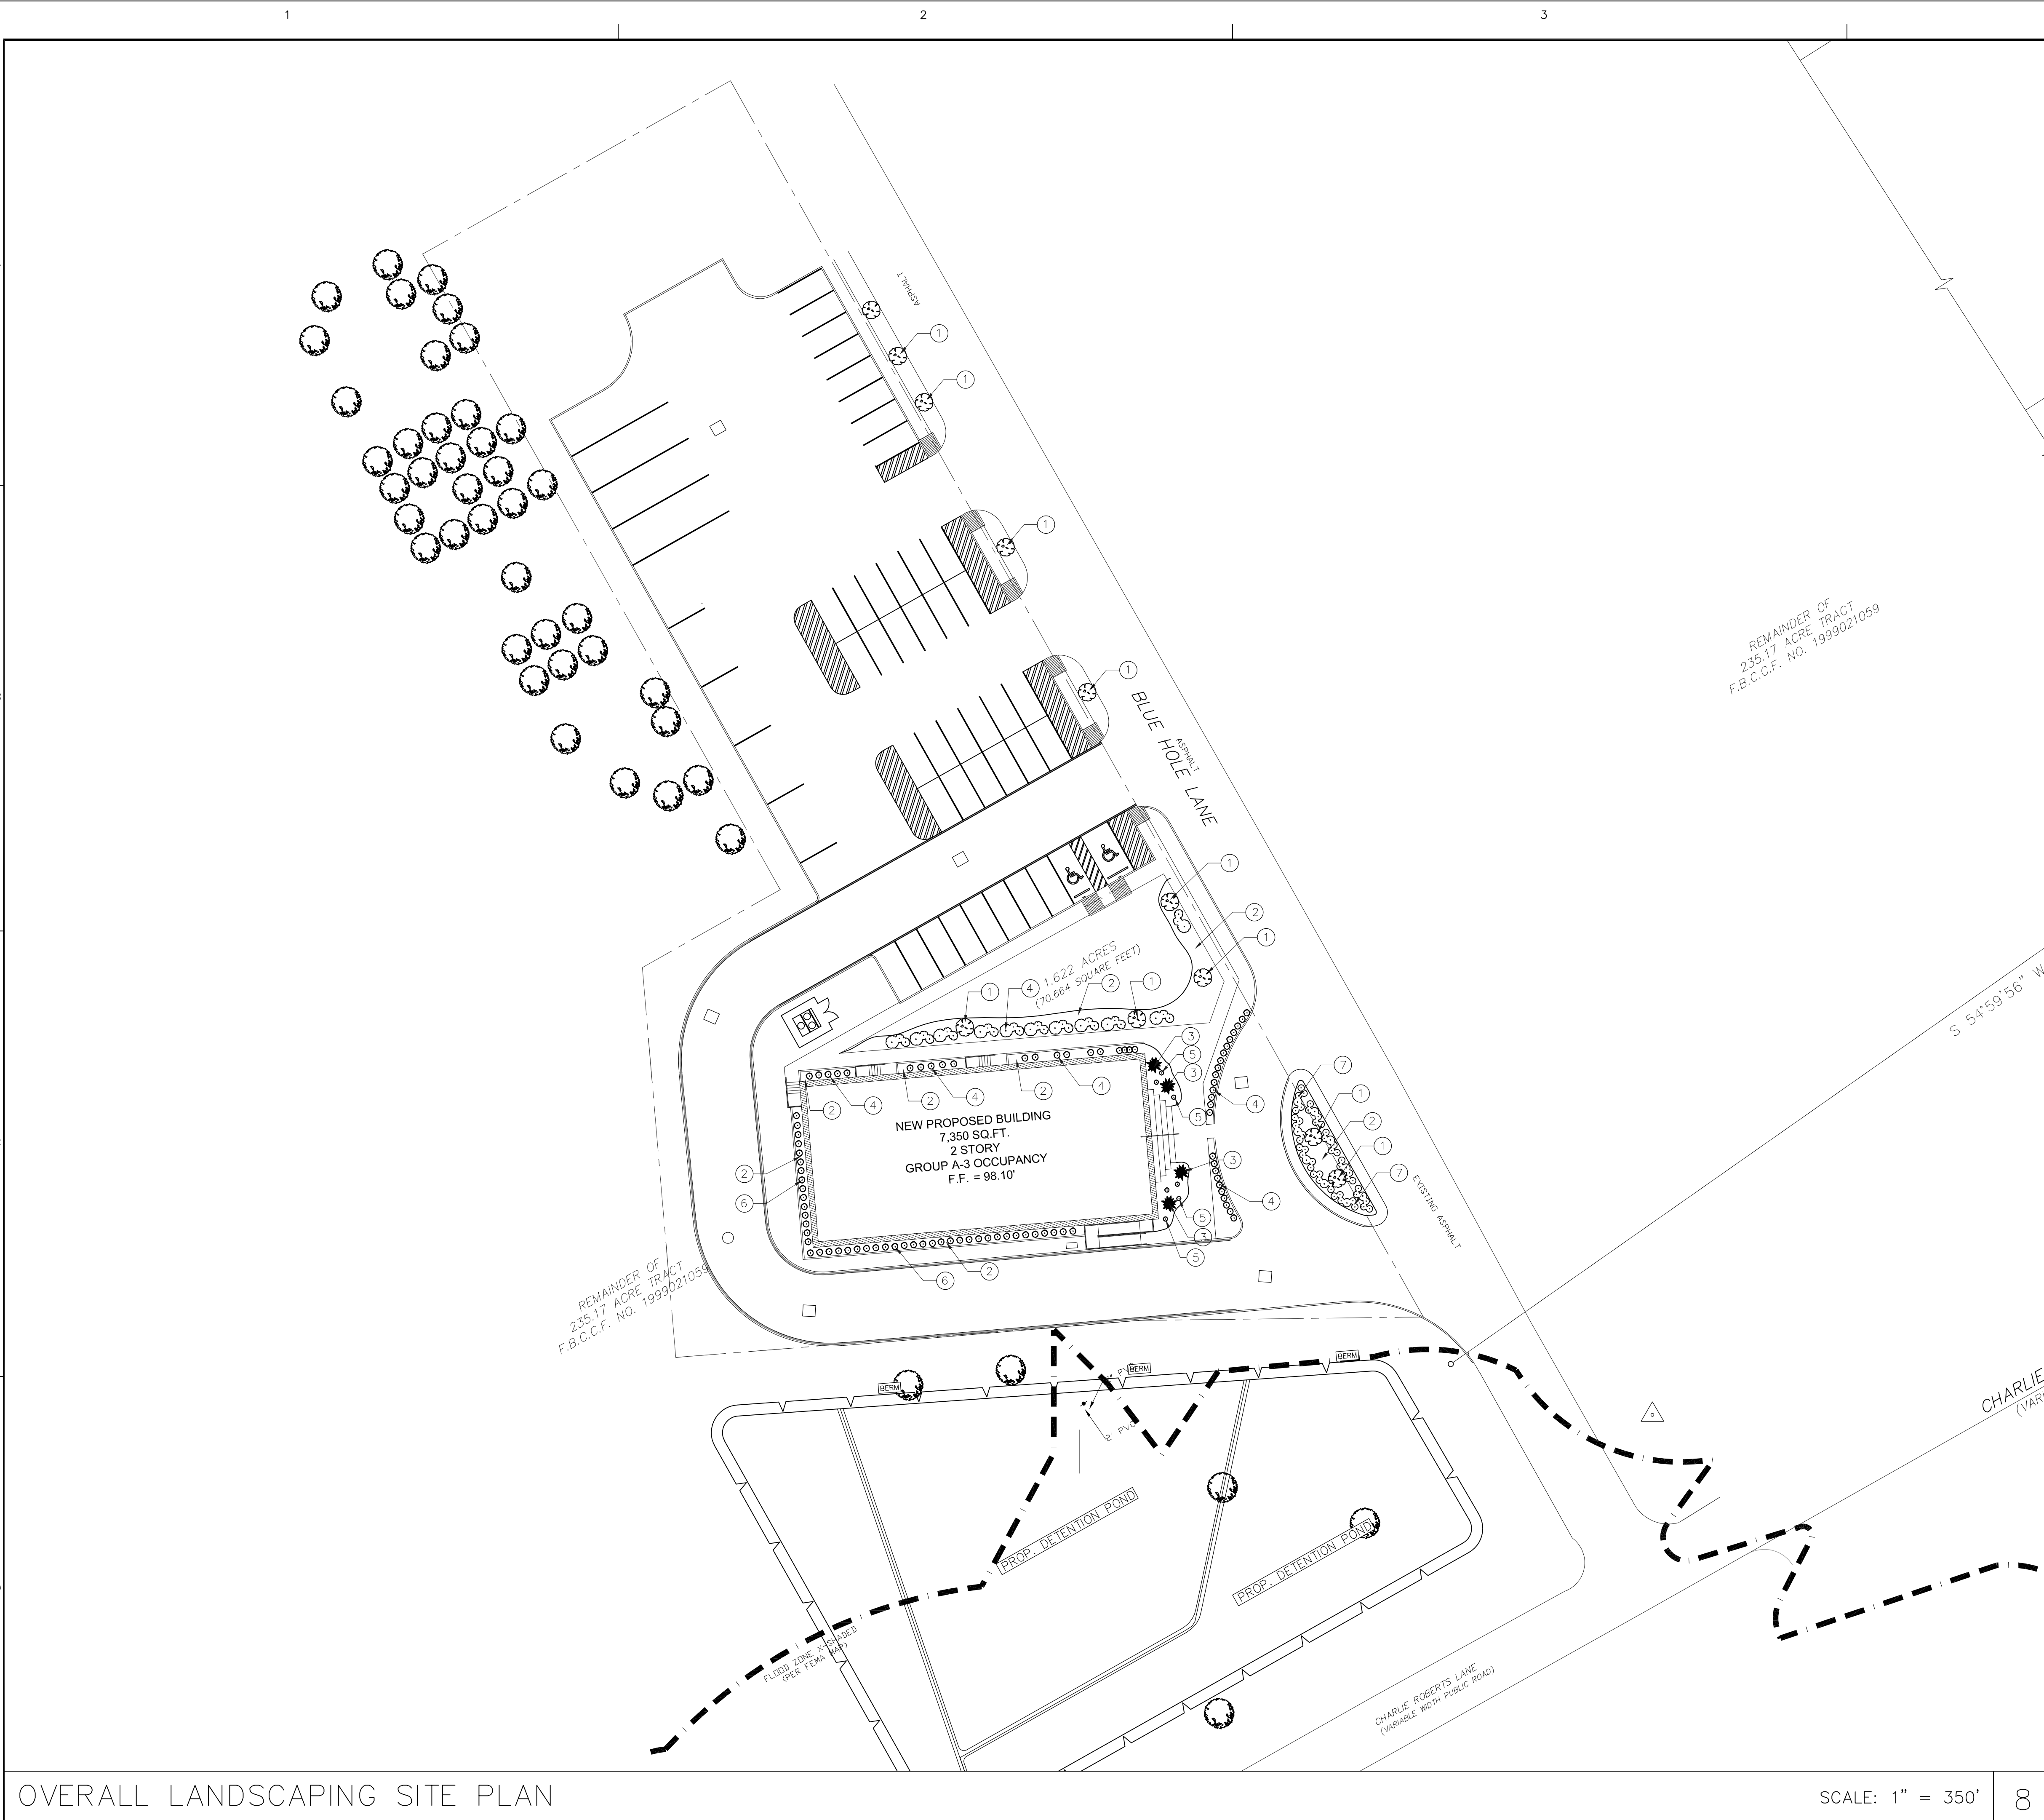 1
2
3
ASPHALT
1
1
1
REMAINDER OF
235.17 ACRE TRACT
F.B.C.C.F. NO. 1999021059
1
BLUE HOLE LANE
ASPHALT
1
2
1
1.622 ACRES
(70,664 SQUARE FEET)
1
4
2
1
S 54°59'56" W
3
5
3
7
4
2
4
2
4
2
4
5
4
1
2
1
NEW PROPOSED BUILDING
7,350 SQ.FT.
2 STORY
GROUP A-3 OCCUPANCY
F.F. = 98.10'
2
6
3
7
4
5
3
5
EXISTING ASPHALT
6
2
REMAINDER OF
235.17 ACRE TRACT
F.B.C.C.F. NO. 1999021059
BERM
BERM
BERM
2" PVC
CHARLIE
(VAR
PROP. DETENTION POND
PROP. DETENTION POND
FLOOD ZONE X-SHADED
(PER FEMA MAP)
CHARLIE ROBERTS LANE
(VARIABLE WIDTH PUBLIC ROAD)
OVERALL LANDSCAPING SITE PLAN
SCALE: 1" = 350'
8